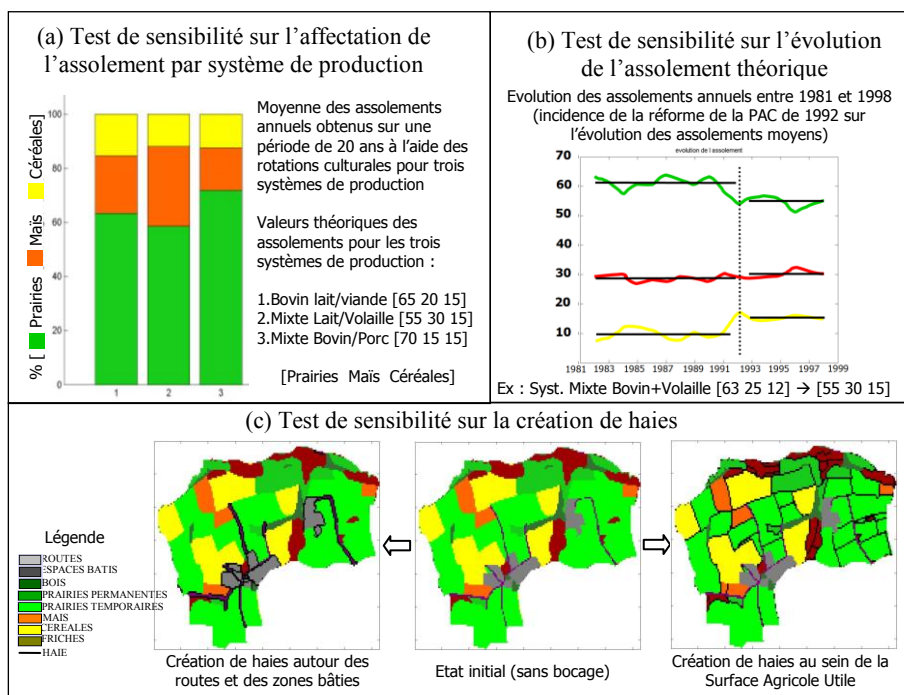 (a) Test de sensibilité sur l'affectation de
l'assolement par système de production
% [ Prairies Maïs Céréales ]
100
80
60
40
20
0
1 2 3
Moyenne des assolements
annuels obtenus sur une
période de 20 ans à l'aide des
rotations culturales pour trois
systèmes de production
Valeurs théoriques des
assolements pour les trois
systèmes de production :
1.Bovin lait/viande [65 20 15]
2.Mixte Lait/Volaille [55 30 15]
3.Mixte Bovin/Porc [70 15 15]
[Prairies Maïs Céréales]
(b) Test de sensibilité sur l'évolution
de l'assolement théorique
Evolution des assolements annuels entre 1981 et 1998
(incidence de la réforme de la PAC de 1992 sur
l'évolution des assolements moyens)
evolution de l assolement
70
60
50
40
30
20
10
1981 1983 1985 1987 1989 1991 1993 1995 1997 1999
Ex : Syst. Mixte Bovin+Volaille [63 25 12] → [55 30 15]
(c) Test de sensibilité sur la création de haies
Légende
ROUTES
ESPACES BATIS
BOIS
PRAIRIES PERMANENTES
PRAIRIES TEMPORAIRES
MAIS
CEREALES
FRICHES
HAIE
Création de haies autour des
routes et des zones bâties
Etat initial (sans bocage)
Création de haies au sein de la
Surface Agricole Utile